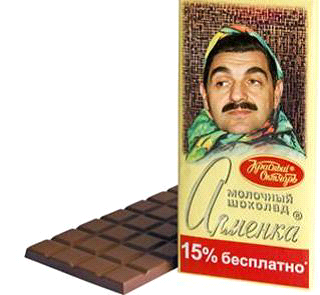 Красный
Октябрь
МОЛОЧНЫЙ
ШОКОЛАД
Арменка ®
15% бесплатно*